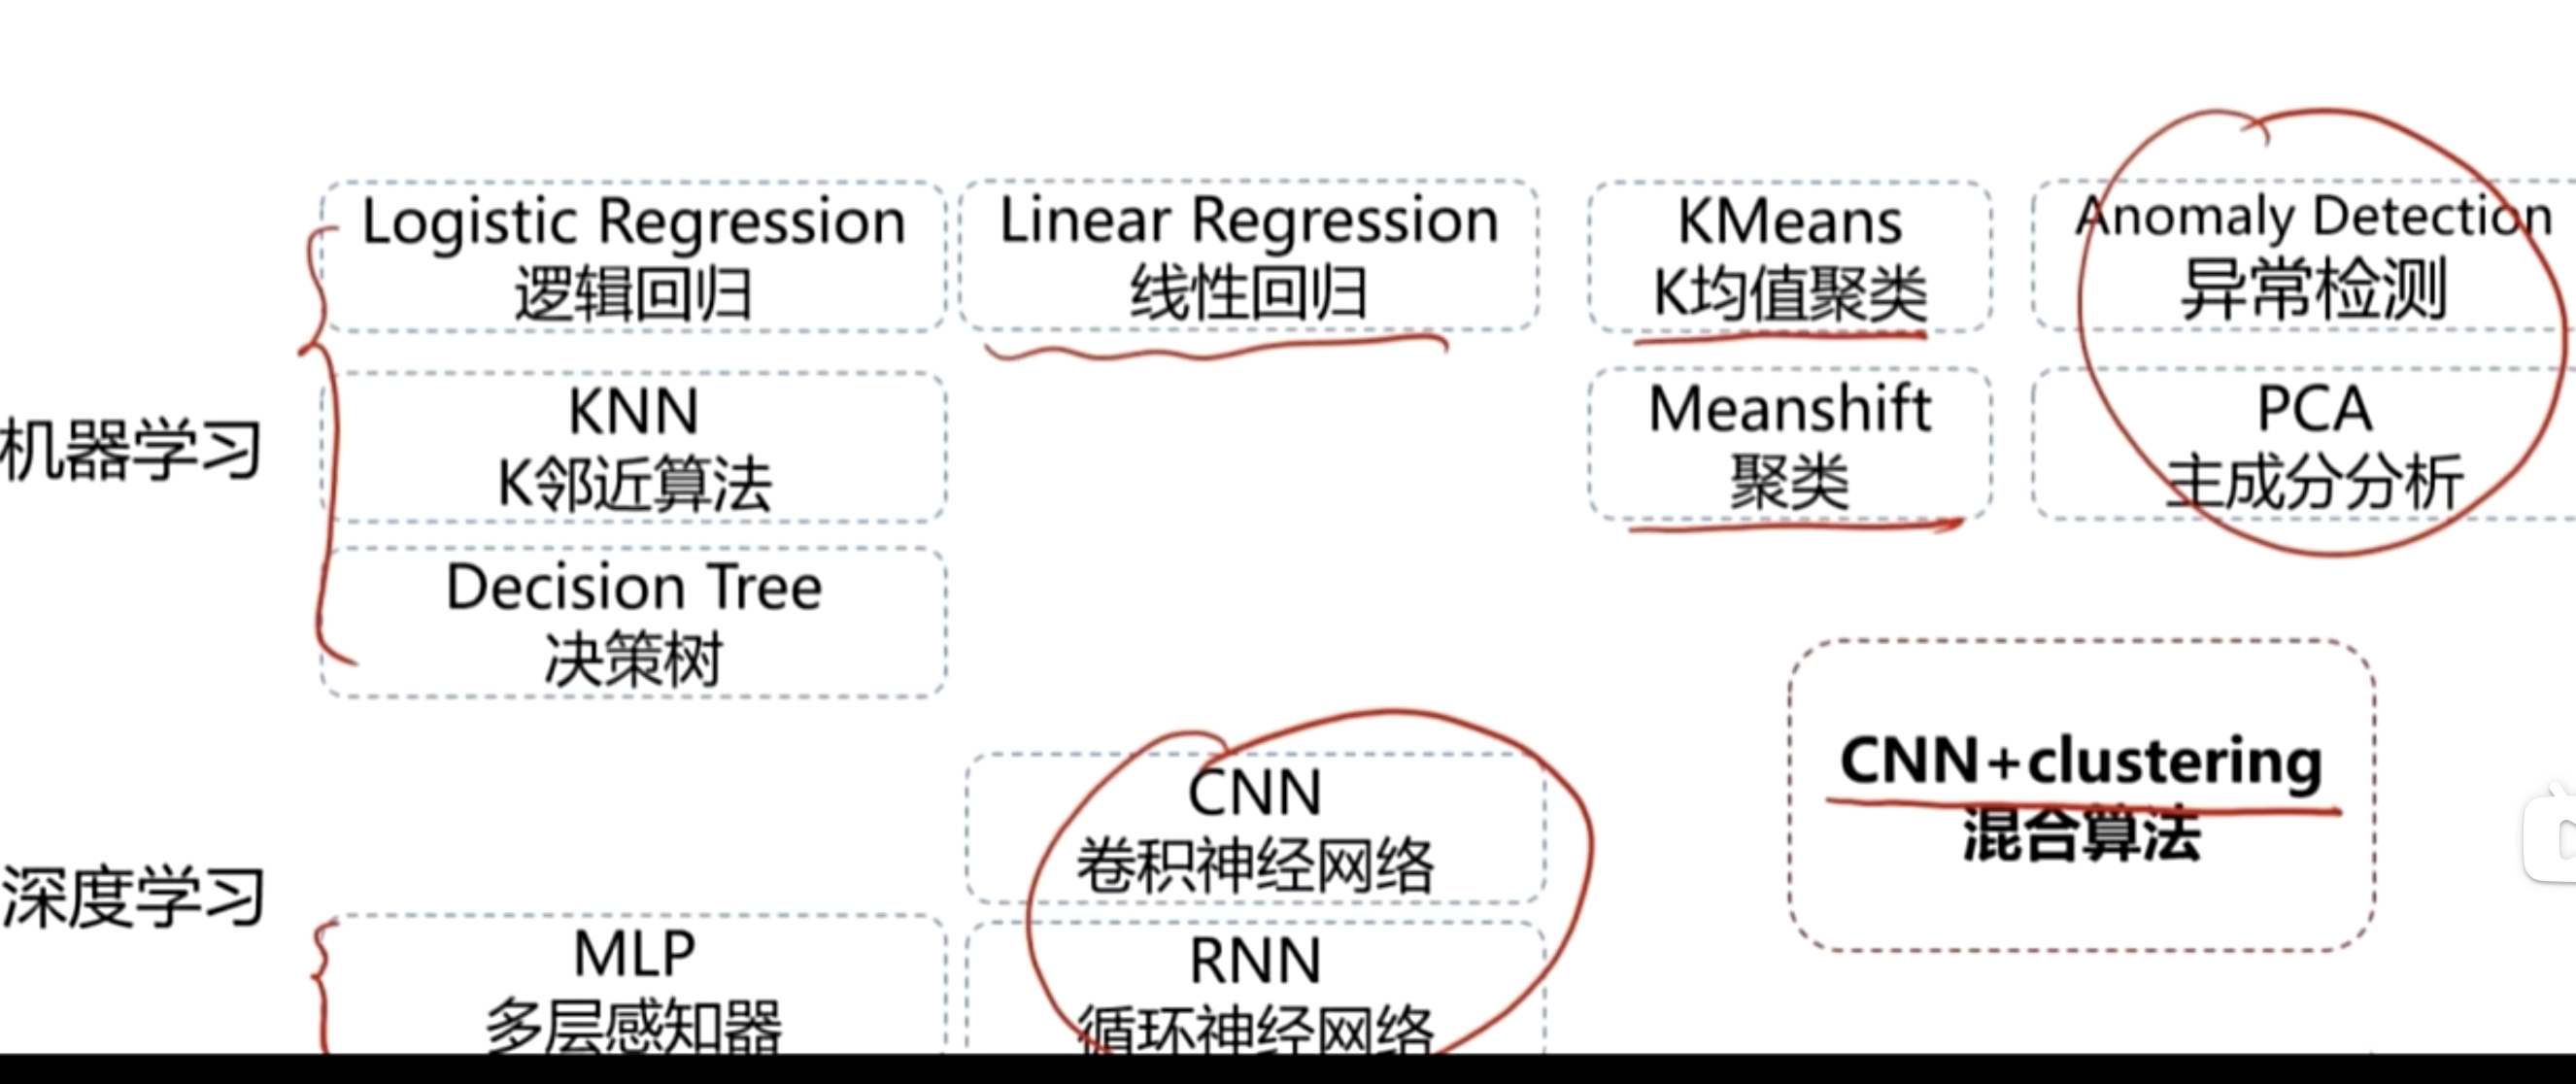 Logistic Regression
逻辑回归
Linear Regression
线性回归
KMeans
K均值聚类
Anomaly Detection
异常检测
机器学习
KNN
K邻近算法
Meanshift
聚类
PCA
主成分分析
Decision Tree
决策树
深度学习
CNN
卷积神经网络
CNN+clustering
混合算法
MLP
多层感知器
RNN
循环神经网络